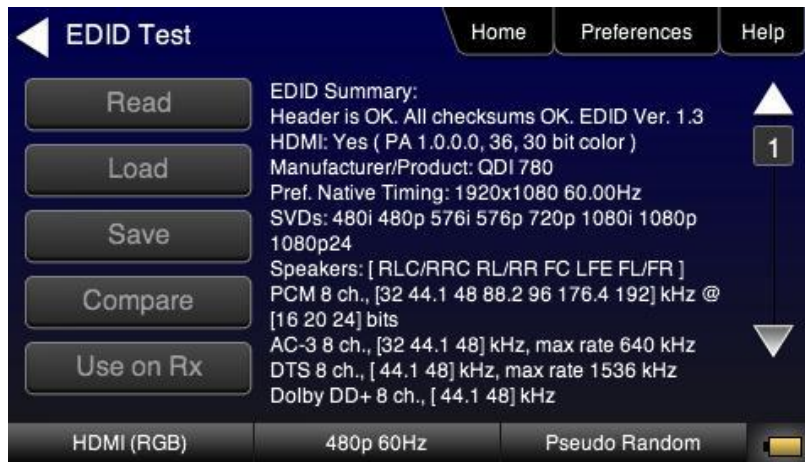 EDID Test
Home
Preferences
Help
Read
Load
Save
Compare
Use on Rx
EDID Summary:
Header is OK. All checksums OK. EDID Ver. 1.3
HDMI: Yes ( PA 1.0.0.0, 36, 30 bit color )
Manufacturer/Product: QDI 780
Pref. Native Timing: 1920x1080 60.00Hz
SVDs: 480i 480p 576i 576p 720p 1080i 1080p
1080p24
Speakers: [ RLC/RRC RL/RR FC LFE FL/FR ]
PCM 8 ch., [32 44.1 48 88.2 96 176.4 192] kHz @
[16 20 24] bits
AC-3 8 ch., [32 44.1 48] kHz, max rate 640 kHz
DTS 8 ch., [ 44.1 48] kHz, max rate 1536 kHz
Dolby DD+ 8 ch., [ 44.1 48] kHz
1
HDMI (RGB)
480p 60Hz
Pseudo Random